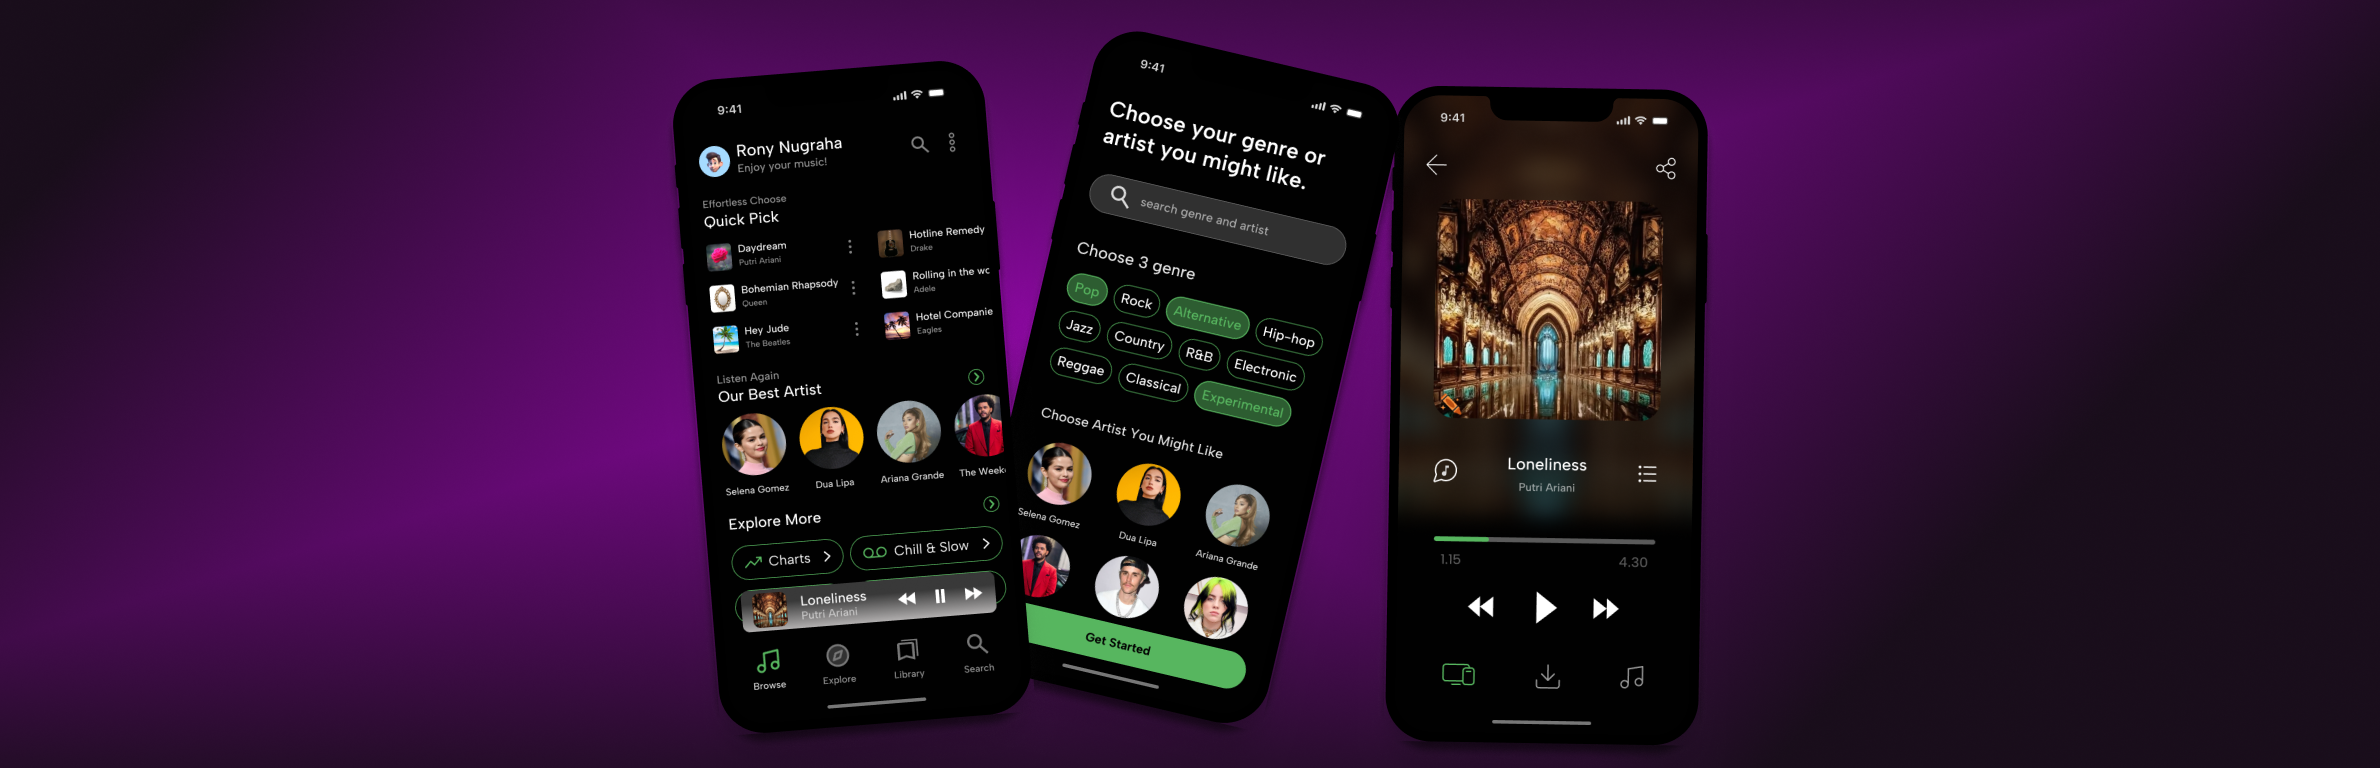 9:41
Rony Nugraha
Enjoy your music!
Effortless Choose
Quick Pick
Daydream
Putri Ariani
Hotline Remedy
Drake
Bohemian Rhapsody
Queen
Rolling in the wc
Adele
Hey Jude
The Beatles
Hotel Companie
Eagles
Listen Again
Our Best Artist
Selena Gomez
Dua Lipa
Ariana Grande
The Week
Explore More
Charts
Chill & Slow
Loneliness
Putri Ariani
Browse
Explore
Library
Search
9:41
Choose your genre or
artist you might like.
search genre and artist
Choose 3 genre
Pop
Rock
Alternative
Hip-hop
Jazz
Country
R&B
Electronic
Reggae
Classical
Experimental
Choose Artist You Might Like
Selena Gomez
Dua Lipa
Ariana Grande
Get Started
9:41
Loneliness
Putri Ariani
1.15
4.30